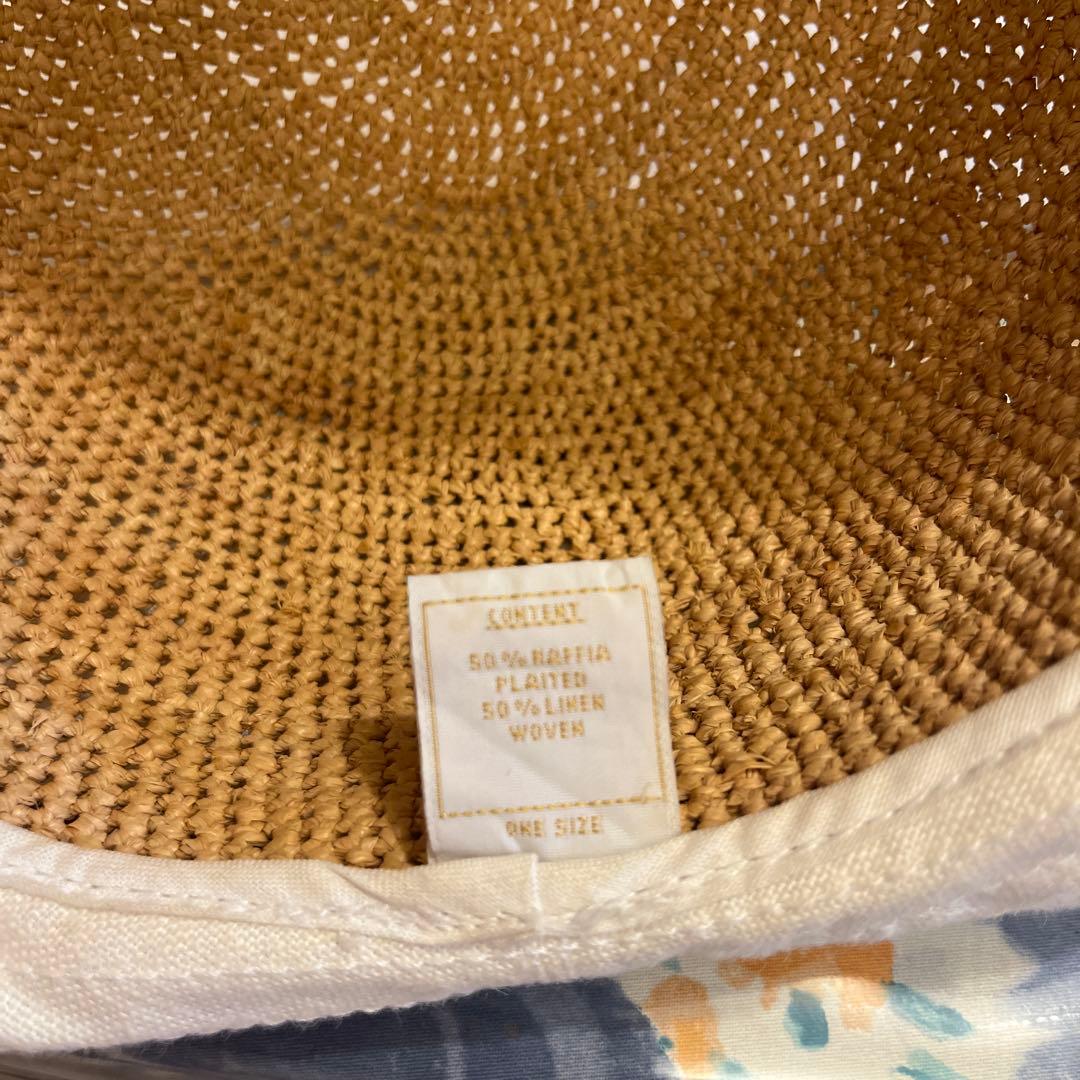 CONTENT
50% RAFFIA
PLAITED
50% LINEN
WOVEN
ONE SIZE